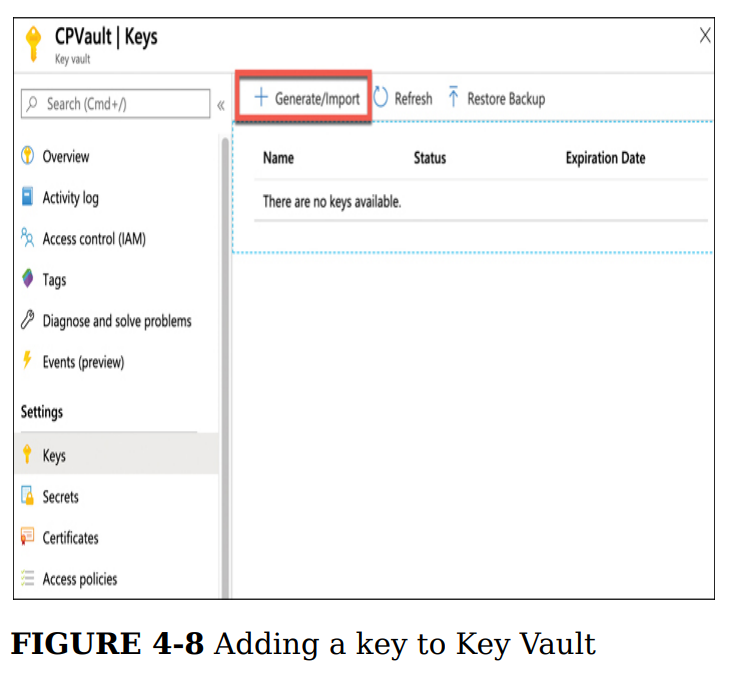 CPVault | Keys
Key vault
Search (Cmd+/)
«
Overview
Activity log
Access control (IAM)
Tags
Diagnose and solve problems
Events (preview)
Settings
Keys
Secrets
Certificates
Access policies
+ Generate/Import Refresh Restore Backup
Name Status Expiration Date
There are no keys available.
FIGURE 4-8 Adding a key to Key Vault